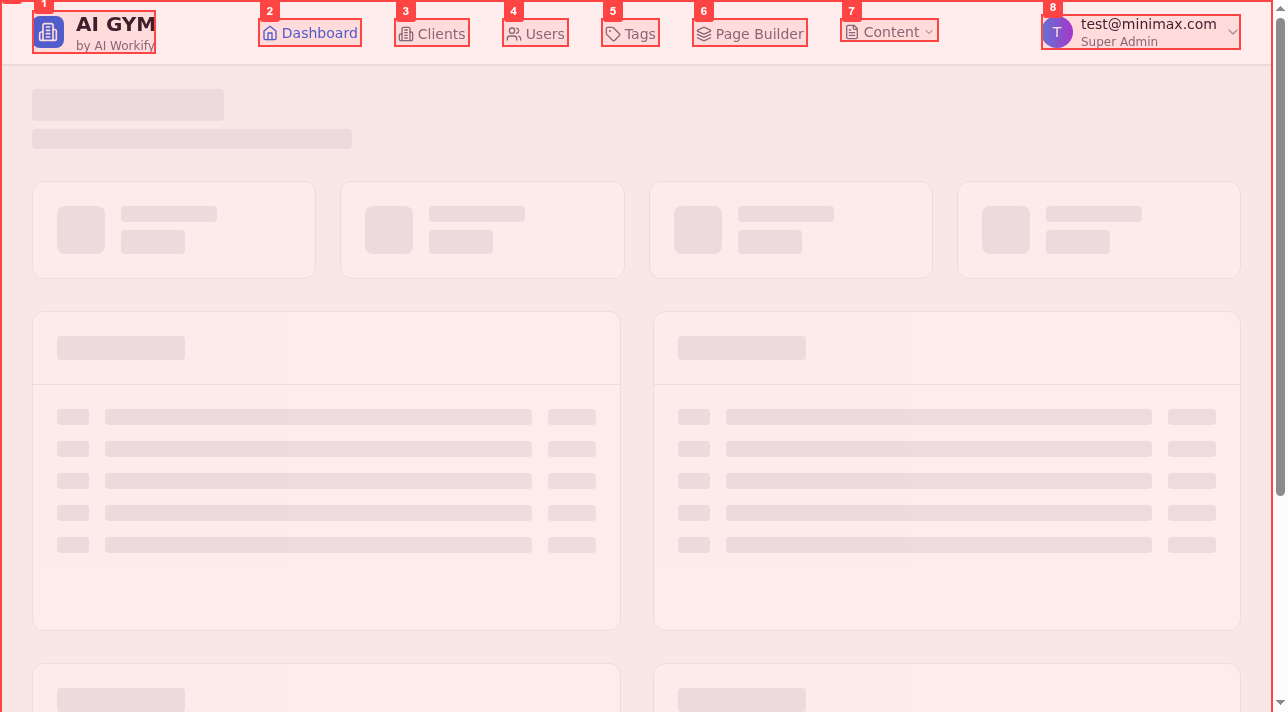 1
2
3
4
5
6
7
8
AI GYM
by AI Workify
Dashboard
Clients
Users
Tags
Page Builder
Content
T
test@minimax.com
Super Admin